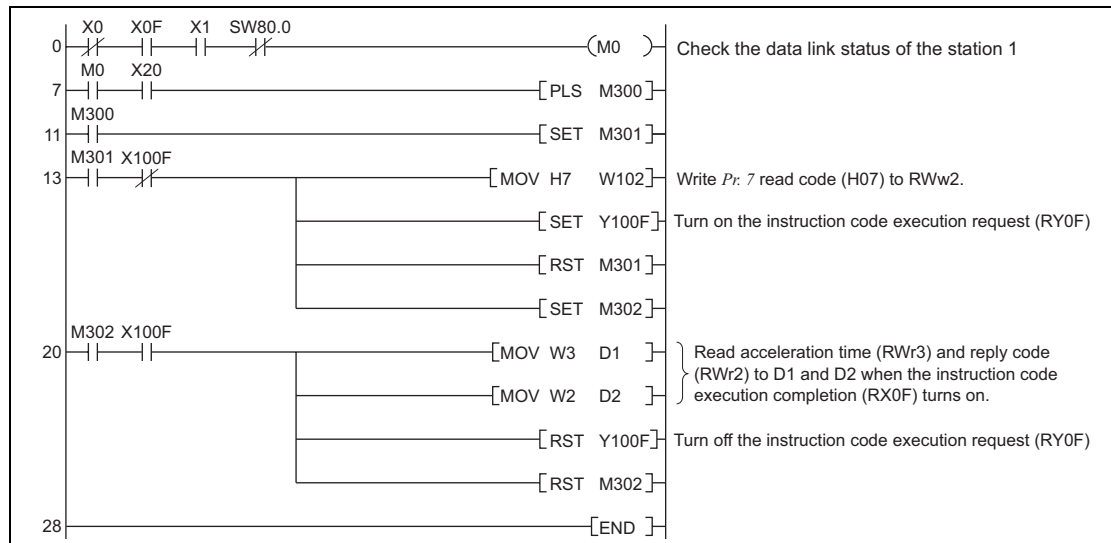 X0 X0F X1 SW80.0
0 (M0 ) Check the data link status of the station 1
M0 X20
7 [PLS M300]
M300
11 [SET M301]
M301 X100F
13 [MOV H7 W102] Write Pr. 7 read code (H07) to RWw2.
[SET Y100F] Turn on the instruction code execution request (RY0F)
[RST M301]
[SET M302]
M302 X100F
20 [MOV W3 D1 ] Read acceleration time (RWr3) and reply code
(RWr2) to D1 and D2 when the instruction code
[MOV W2 D2 ] execution completion (RX0F) turns on.
[RST Y100F] Turn off the instruction code execution request (RY0F)
[RST M302]
28 [END ]